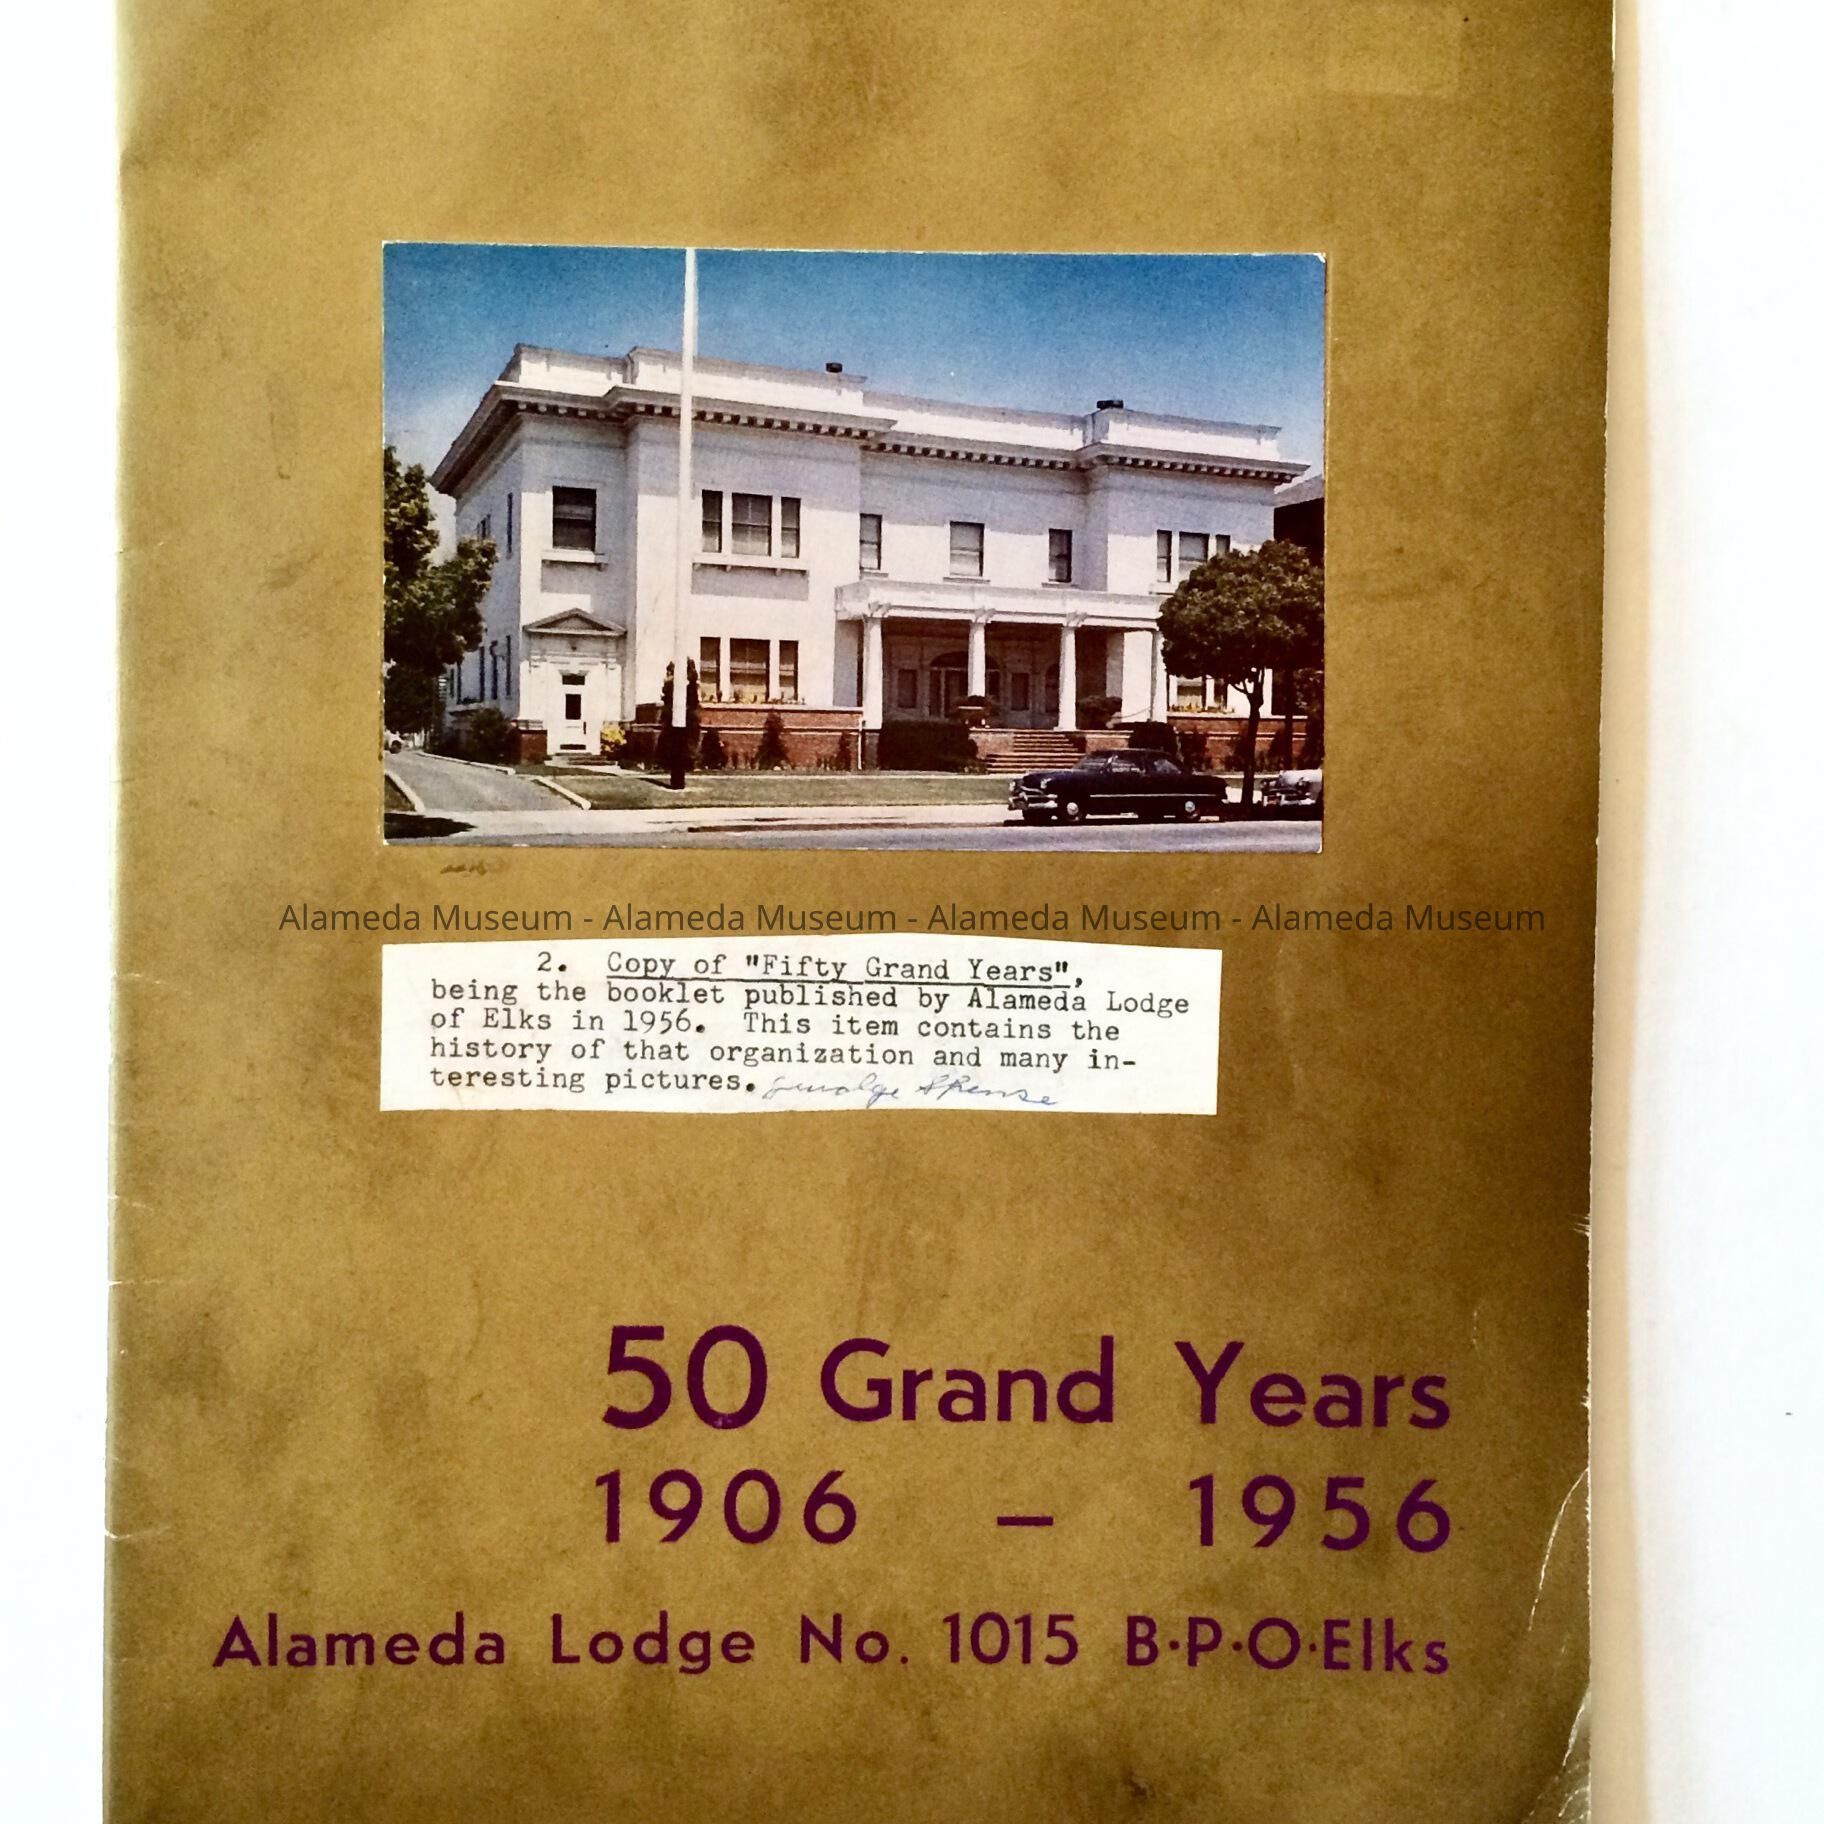 Alameda Museum - Alameda Museum - Alameda Museum - Alameda Museum
2. Copy of "Fifty Grand Years",
being the booklet published by Alameda Lodge
of Elks in 1956. This item contains the
history of that organization and many in-
teresting pictures.
50 Grand Years
1906 – 1956
Alameda Lodge No. 1015 B·P·O·Elks